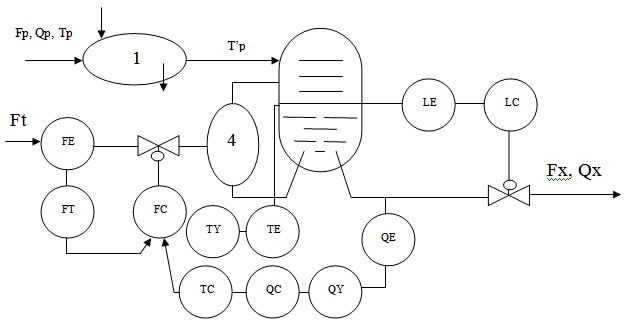 Fp, Qp, Tp
1
T'p
LE
LC
Ft
FE
4
Fx, Qx
FT
FC
TY
TE
QE
TC
QC
QY